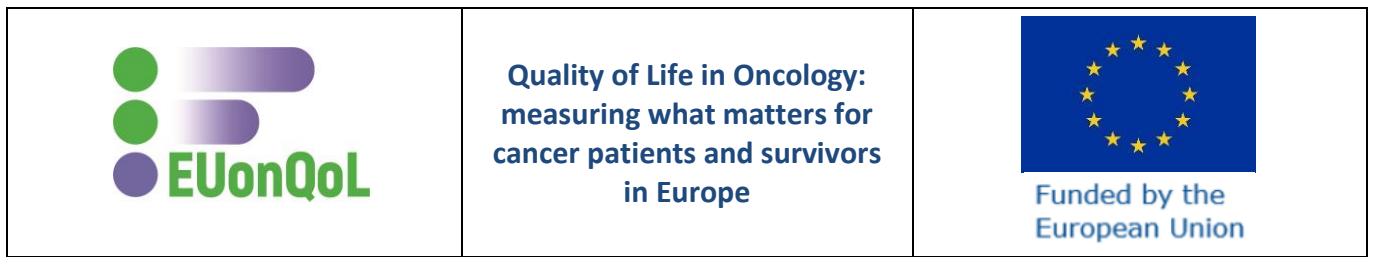 EUonQoL
Quality of Life in Oncology:
measuring what matters for
cancer patients and survivors
in Europe
Funded by the
European Union